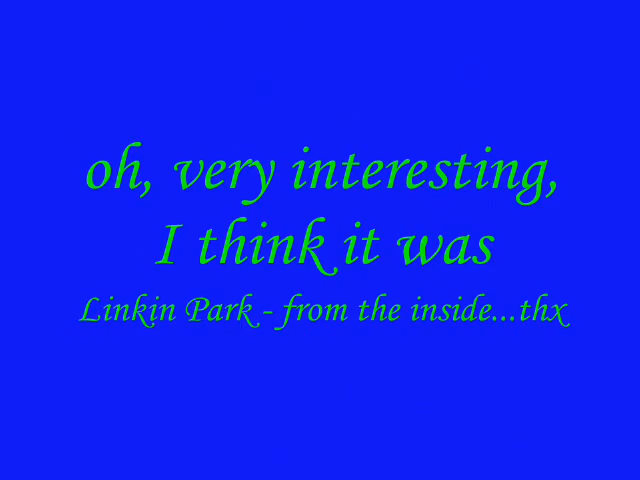 oh, very interesting,
I think it was
Linkin Park - from the inside...thx